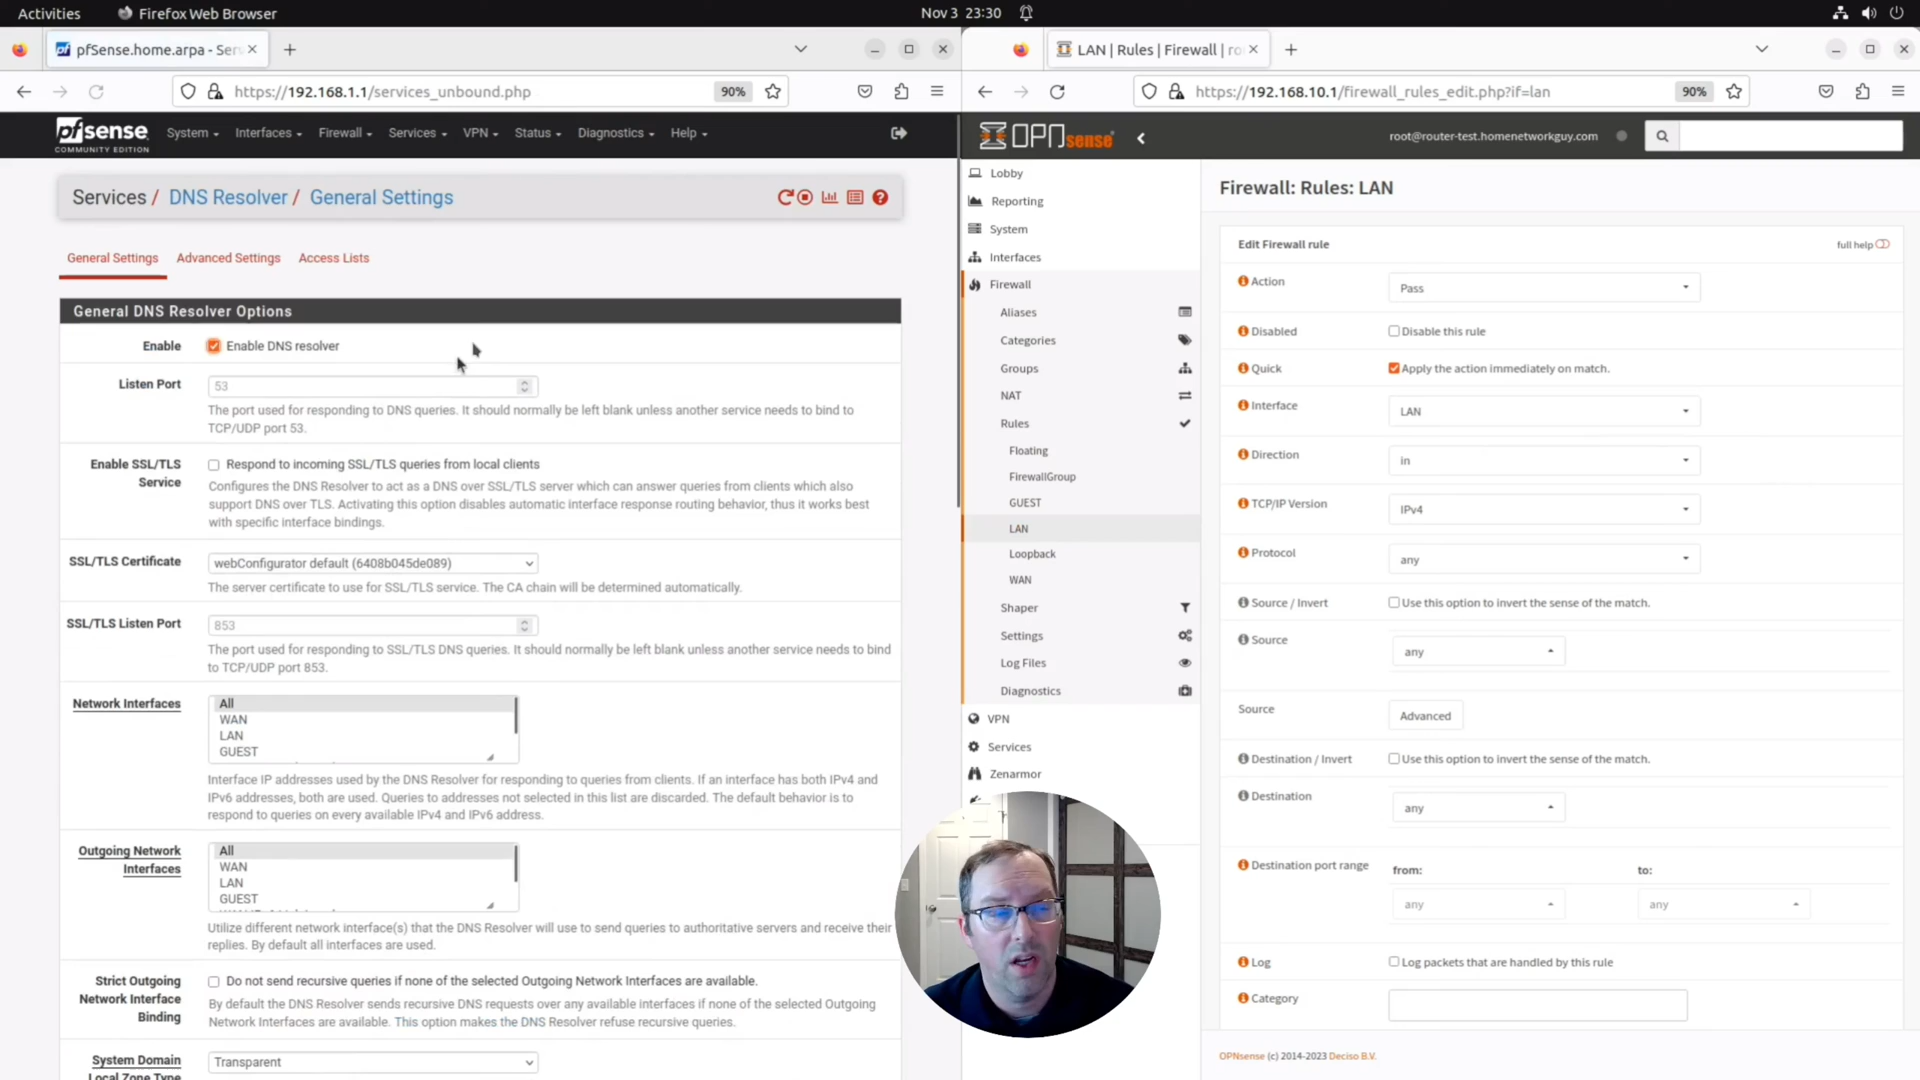 Activities
Firefox Web Browser
Nov 3 23:30
pfSense.home.arpa - Ser
https://192.168.1.1/services_unbound.php
90%
pfsense
COMMUNITY EDITION
System
Interfaces
Firewall
Services
VPN
Status
Diagnostics
Help
Services / DNS Resolver / General Settings
General Settings
Advanced Settings
Access Lists
General DNS Resolver Options
Enable
Enable DNS resolver
Listen Port
53
The port used for responding to DNS queries. It should normally be left blank unless another service needs to bind to
TCP/UDP port 53.
Enable SSL/TLS
Service
Respond to incoming SSL/TLS queries from local clients
Configures the DNS Resolver to act as a DNS over SSL/TLS server which can answer queries from clients which also
support DNS over TLS. Activating this option disables automatic interface response routing behavior, thus it works best
with specific interface bindings.
SSL/TLS Certificate
webConfigurator default (6408b045de089)
The server certificate to use for SSL/TLS service. The CA chain will be determined automatically.
SSL/TLS Listen Port
853
The port used for responding to SSL/TLS DNS queries. It should normally be left blank unless another service needs to bind
to TCP/UDP port 853.
Network Interfaces
All
WAN
LAN
GUEST
Interface IP addresses used by the DNS Resolver for responding to queries from clients. If an interface has both IPv4 and
IPv6 addresses, both are used. Queries to addresses not selected in this list are discarded. The default behavior is to
respond to queries on every available IPv4 and IPv6 address.
Outgoing Network
Interfaces
All
WAN
LAN
GUEST
Utilize different network interface(s) that the DNS Resolver will use to send queries to authoritative servers and receive their
replies. By default all interfaces are used.
Strict Outgoing
Network Interface
Binding
Do not send recursive queries if none of the selected Outgoing Network Interfaces are available.
By default the DNS Resolver sends recursive DNS requests over any available interfaces if none of the selected Outgoing
Network Interfaces are available. This option makes the DNS Resolver refuse recursive queries.
System Domain
Local Zone Type
Transparent
LAN | Rules | Firewall | ro
https://192.168.10.1/firewall_rules_edit.php?if=lan
90%
OPNsense
root@router-test.homenetworkguy.com
Lobby
Reporting
System
Interfaces
Firewall
Aliases
Categories
Groups
NAT
Rules
Floating
FirewallGroup
GUEST
LAN
Loopback
WAN
Shaper
Settings
Log Files
Diagnostics
VPN
Services
Zenarmor
Firewall: Rules: LAN
Edit Firewall rule
full help
Action
Pass
Disabled
Disable this rule
Quick
Apply the action immediately on match.
Interface
LAN
Direction
in
TCP/IP Version
IPv4
Protocol
any
Source / Invert
Use this option to invert the sense of the match.
Source
any
Source
Advanced
Destination / Invert
Use this option to invert the sense of the match.
Destination
any
Destination port range
from:
to:
any
any
Log
Log packets that are handled by this rule
Category
OPNsense (c) 2014-2023 Deciso B.V.